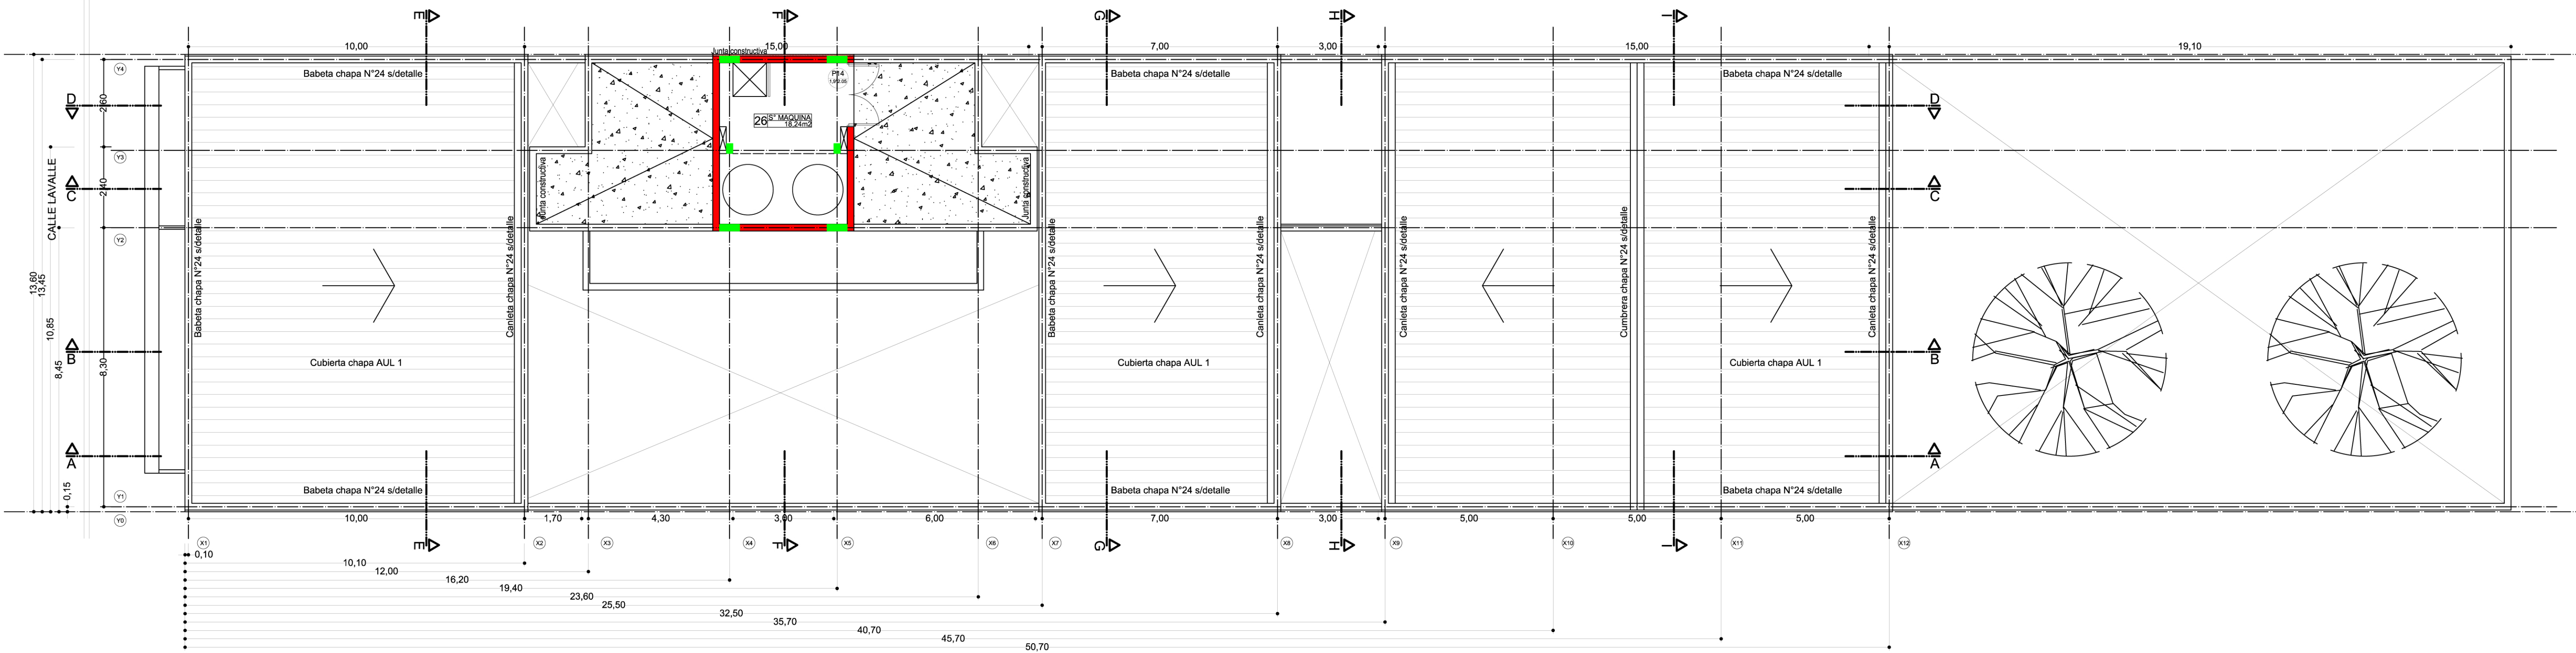 E
F
G
H
I
10,00
Junta constructiva
15,00
7,00
3,00
15,00
19,10
Y4
Babeta chapa N°24 s/detalle
P14
Babeta chapa N°24 s/detalle
Babeta chapa N°24 s/detalle
D
2,60
26
S° MAQUINA
18,24m2
D
Y3
CALLE LAVALLE
C
2,40
Junta constructiva
Junta constructiva
C
Y2
Babeta chapa N°24 s/detalle
Canleta chapa N°24 s/detalle
Babeta chapa N°24 s/detalle
Canleta chapa N°24 s/detalle
Canleta chapa N°24 s/detalle
Cumbrera chapa N°24 s/detalle
Canleta chapa N°24 s/detalle
13,60
13,45
10,85
8,45
8,30
B
Cubierta chapa AUL 1
Cubierta chapa AUL 1
Cubierta chapa AUL 1
B
A
A
0,15
Y1
Babeta chapa N°24 s/detalle
Babeta chapa N°24 s/detalle
Babeta chapa N°24 s/detalle
Y0
10,00
1,70
4,30
3,00
6,00
7,00
3,00
5,00
5,00
5,00
X1
E
X2
X3
X4
F
X5
X6
X7
G
X8
H
X9
X10
I
X11
X12
0,10
10,10
12,00
16,20
19,40
23,60
25,50
32,50
35,70
40,70
45,70
50,70